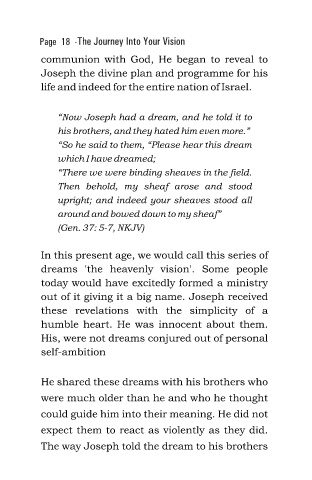 Page 18 -The Journey Into Your Vision
communion with God, He began to reveal to
Joseph the divine plan and programme for his
life and indeed for the entire nation of Israel.
“Now Joseph had a dream, and he told it to
his brothers, and they hated him even more.”
“So he said to them, “Please hear this dream
which I have dreamed;
“There we were binding sheaves in the field.
Then behold, my sheaf arose and stood
upright; and indeed your sheaves stood all
around and bowed down to my sheaf”
(Gen. 37: 5-7, NKJV)
In this present age, we would call this series of
dreams 'the heavenly vision'. Some people
today would have excitedly formed a ministry
out of it giving it a big name. Joseph received
these revelations with the simplicity of a
humble heart. He was innocent about them.
His, were not dreams conjured out of personal
self-ambition
He shared these dreams with his brothers who
were much older than he and who he thought
could guide him into their meaning. He did not
expect them to react as violently as they did.
The way Joseph told the dream to his brothers